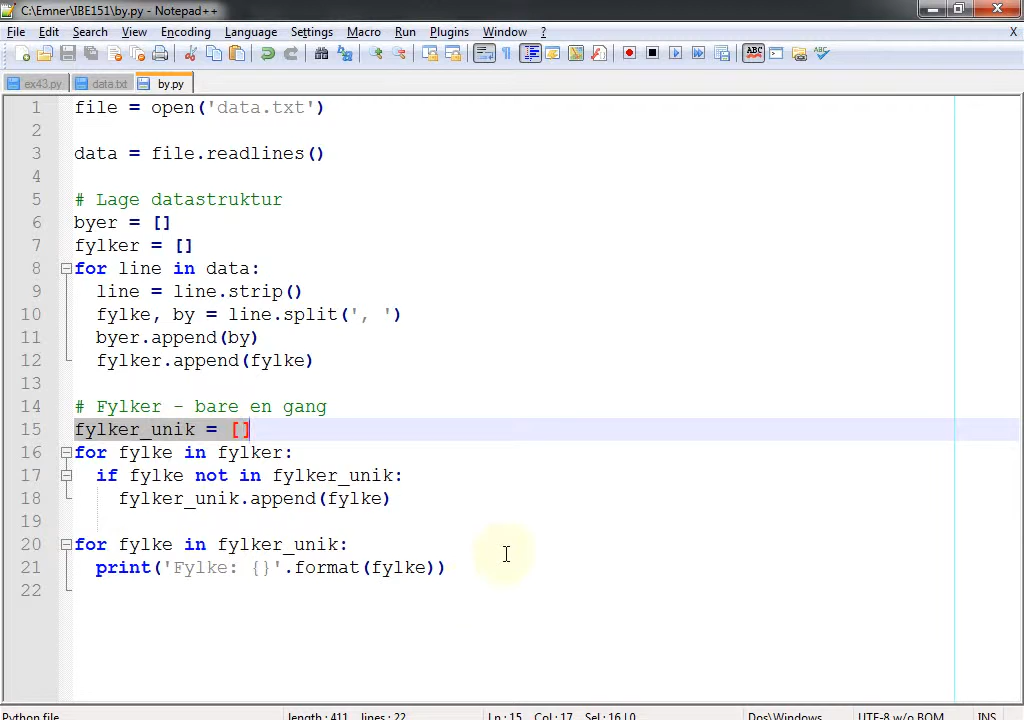 C:\Emner\IBE151\by.py - Notepad++
File Edit Search View Encoding Language Settings Macro Run Plugins Window ? X
ex43.py data.txt by.py
1 file = open('data.txt')
2
3 data = file.readlines()
4
5 # Lage datastruktur
6 byer = []
7 fylker = []
8 for line in data:
9 line = line.strip()
10 fylke, by = line.split(', ')
11 byer.append(by)
12 fylker.append(fylke)
13
14 # Fylker - bare en gang
15 fylker_unik = []
16 for fylke in fylker:
17 if fylke not in fylker_unik:
18 fylker_unik.append(fylke)
19
20 for fylke in fylker_unik:
21 print('Fylke: {}'.format(fylke))
22
Python file length : 411 lines : 22 Ln : 15 Col : 17 Sel : 16 | 0 Dos\Windows UTF-8 w/o BOM INS